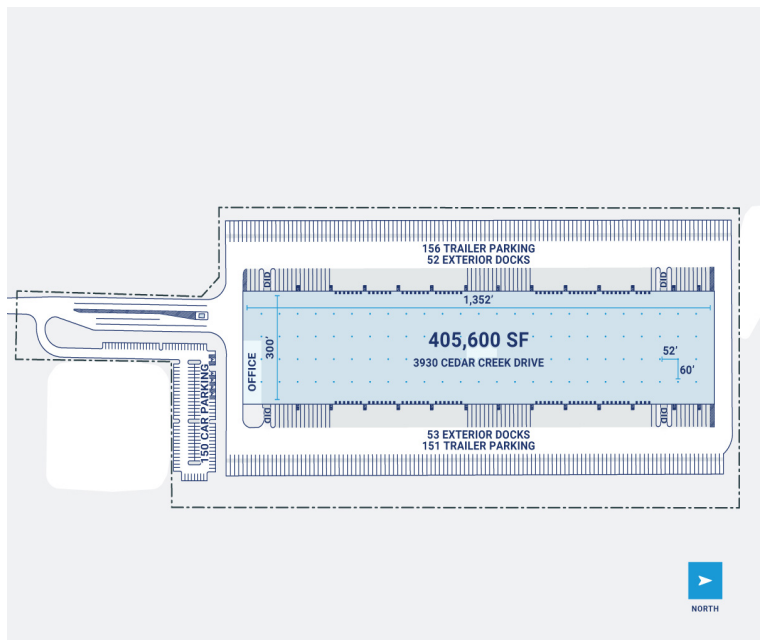 156 TRAILER PARKING
52 EXTERIOR DOCKS
DID
DID
1,352'
300'
405,600 SF
3930 CEDAR CREEK DRIVE
52'
60'
OFFICE
150 CAR PARKING
DID
DID
53 EXTERIOR DOCKS
151 TRAILER PARKING
NORTH